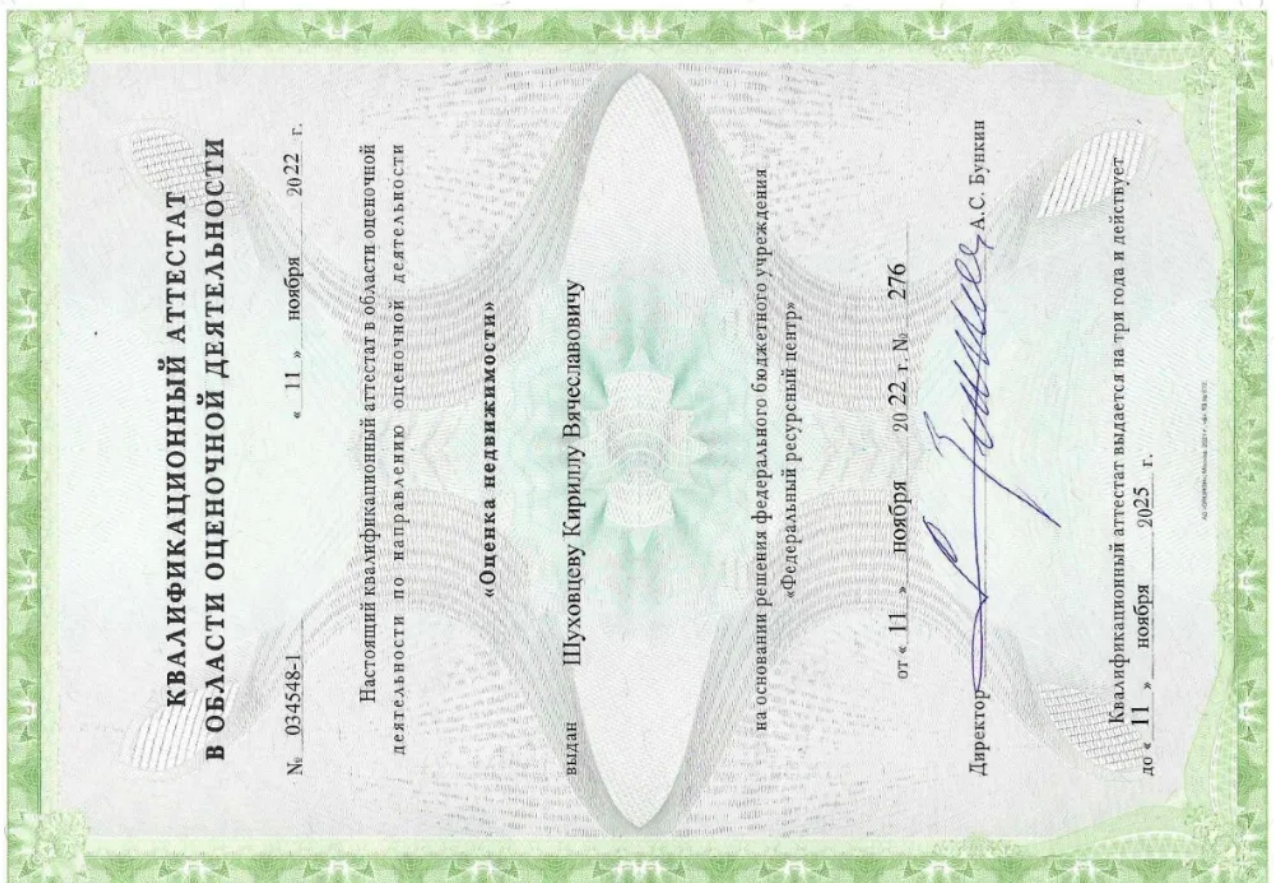 КВАЛИФИКАЦИОННЫЙ АТТЕСТАТ
В ОБЛАСТИ ОЦЕНОЧНОЙ ДЕЯТЕЛЬНОСТИ
№ 034548-1 « 11 » ноября 2022 г.
Настоящий квалификационный аттестат в области оценочной
деятельности по направлению оценочной деятельности
«Оценка недвижимости»
выдан Шуховцеву Кириллу Вячеславовичу
на основании решения федерального бюджетного учреждения
«Федеральный ресурсный центр»
от « 11 » ноября 2022 г. № 276
Директор А.С. Бункин
Квалификационный аттестат выдается на три года и действует
до « 11 » ноября 2025 г.